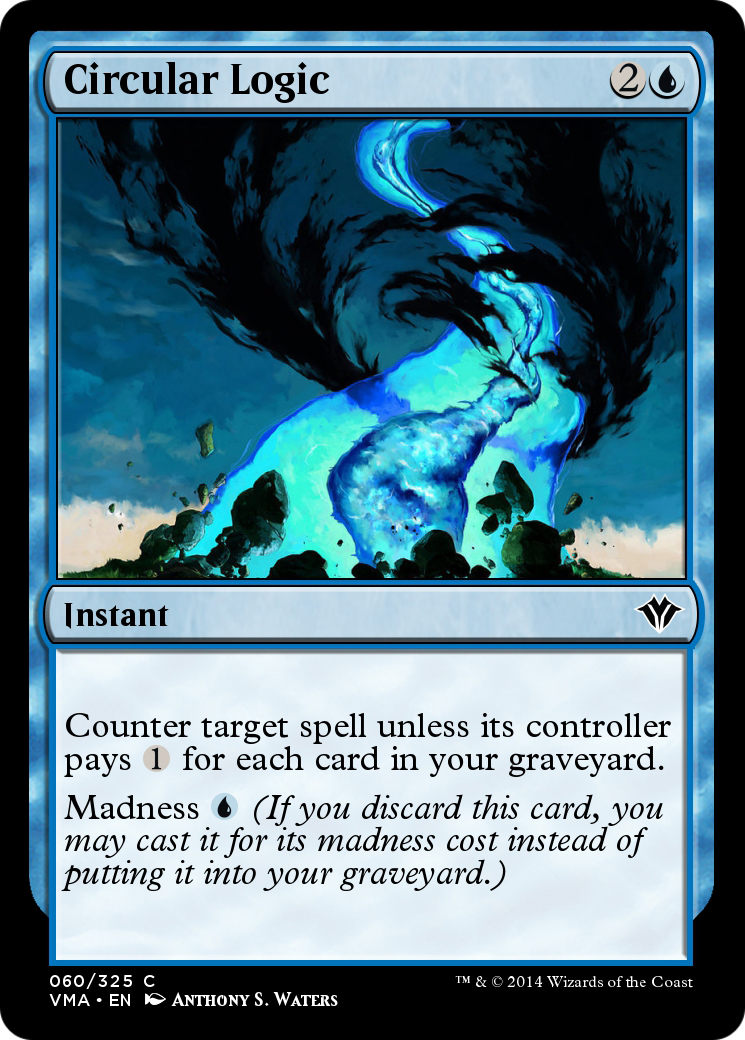 Circular Logic 2
Instant
Counter target spell unless its controller
pays 1 for each card in your graveyard.
Madness (If you discard this card, you
may cast it for its madness cost instead of
putting it into your graveyard.)
060/325 C
VMA • EN Anthony S. Waters
™ & © 2014 Wizards of the Coast